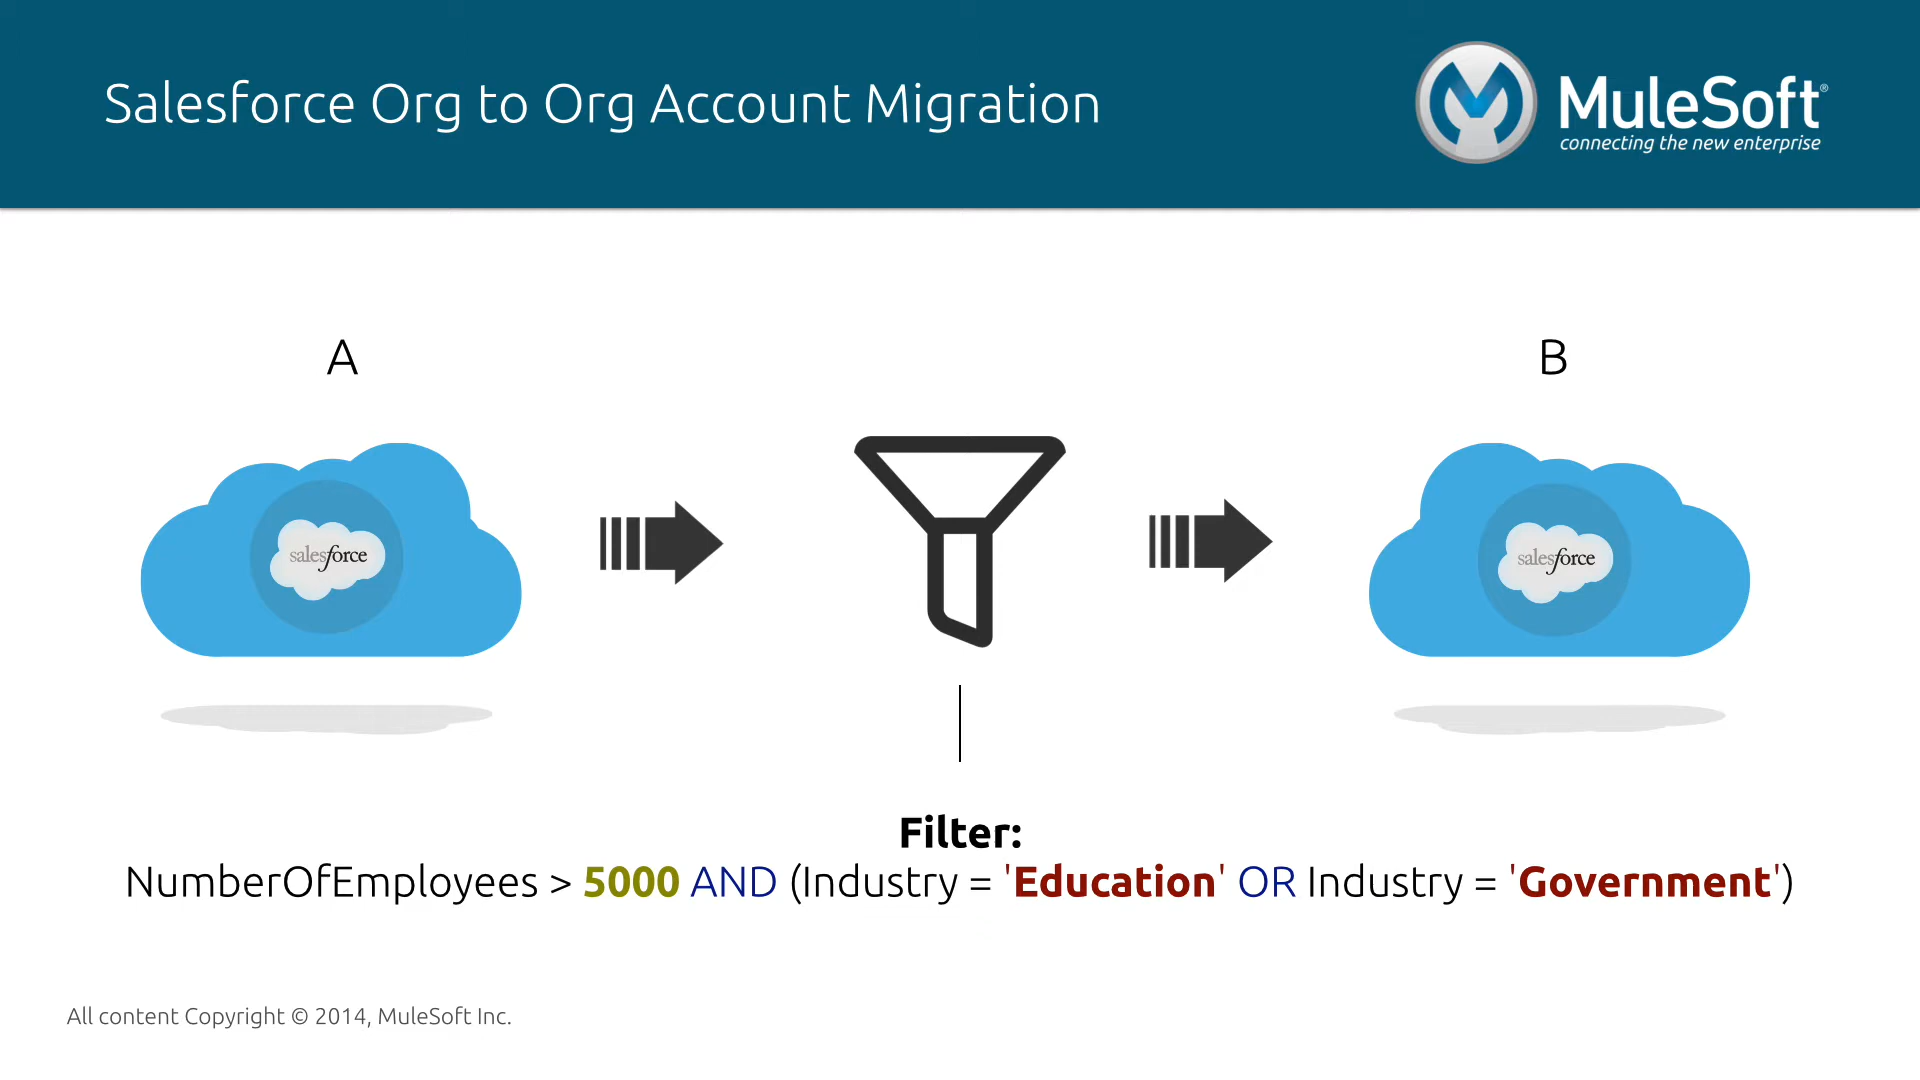 Salesforce Org to Org Account Migration
MuleSoft®
connecting the new enterprise
A
B
salesforce
salesforce
Filter:
NumberOfEmployees > 5000 AND (Industry = 'Education' OR Industry = 'Government')
All content Copyright © 2014, MuleSoft Inc.